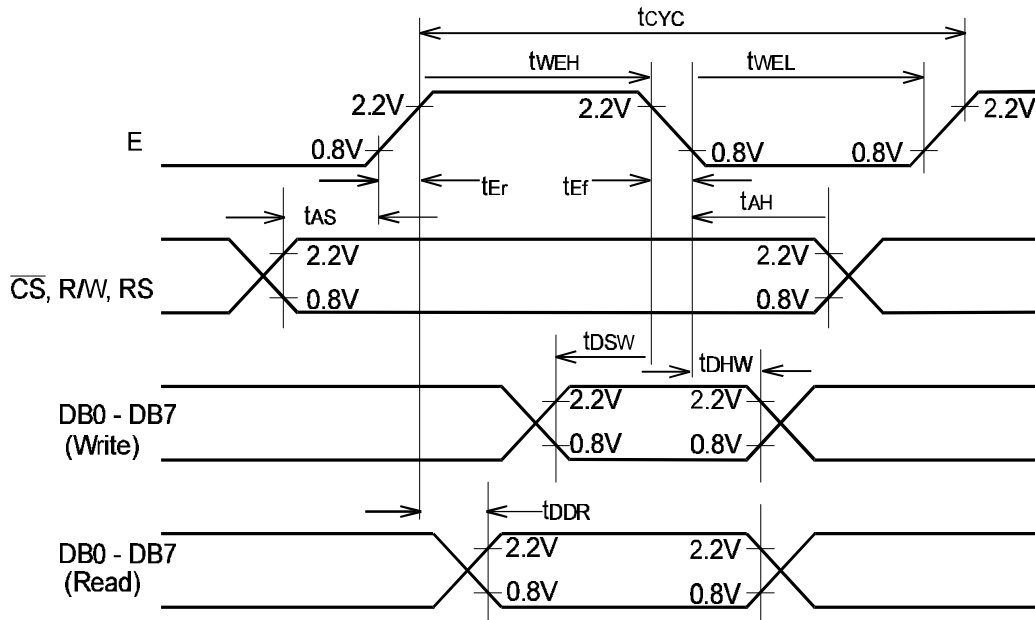 tCYC
tWEH
tWEL
2.2V
2.2V
2.2V
E
0.8V
0.8V
0.8V
tEr
tEf
tAS
tAH
2.2V
2.2V
CS, R/W, RS
0.8V
0.8V
tDSW
tDHW
DB0 - DB7
2.2V
2.2V
(Write)
0.8V
0.8V
tDDR
DB0 - DB7
2.2V
2.2V
(Read)
0.8V
0.8V